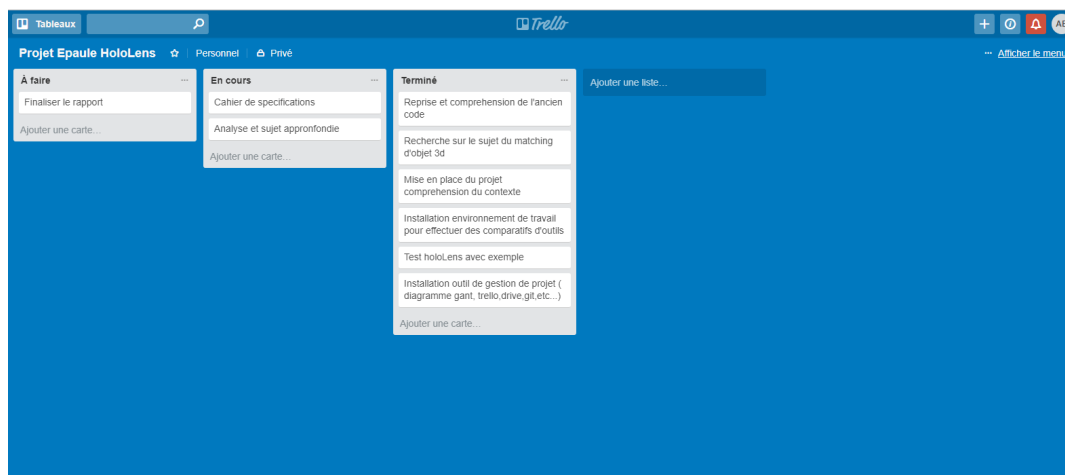 Tableaux
Trello
Projet Epaule HoloLens
Personnel
Privé
... Afficher le menu
À faire
...
Finaliser le rapport
Ajouter une carte...
En cours
...
Cahier de specifications
Analyse et sujet appronfondie
Ajouter une carte...
Terminé
...
Reprise et comprehension de l'ancien
code
Recherche sur le sujet du matching
d'objet 3d
Mise en place du projet
comprehension du contexte
Installation environnement de travail
pour effectuer des comparatifs d'outils
Test holoLens avec exemple
Installation outil de gestion de projet (
diagramme gant, trello,drive,git,etc...)
Ajouter une carte...
Ajouter une liste...